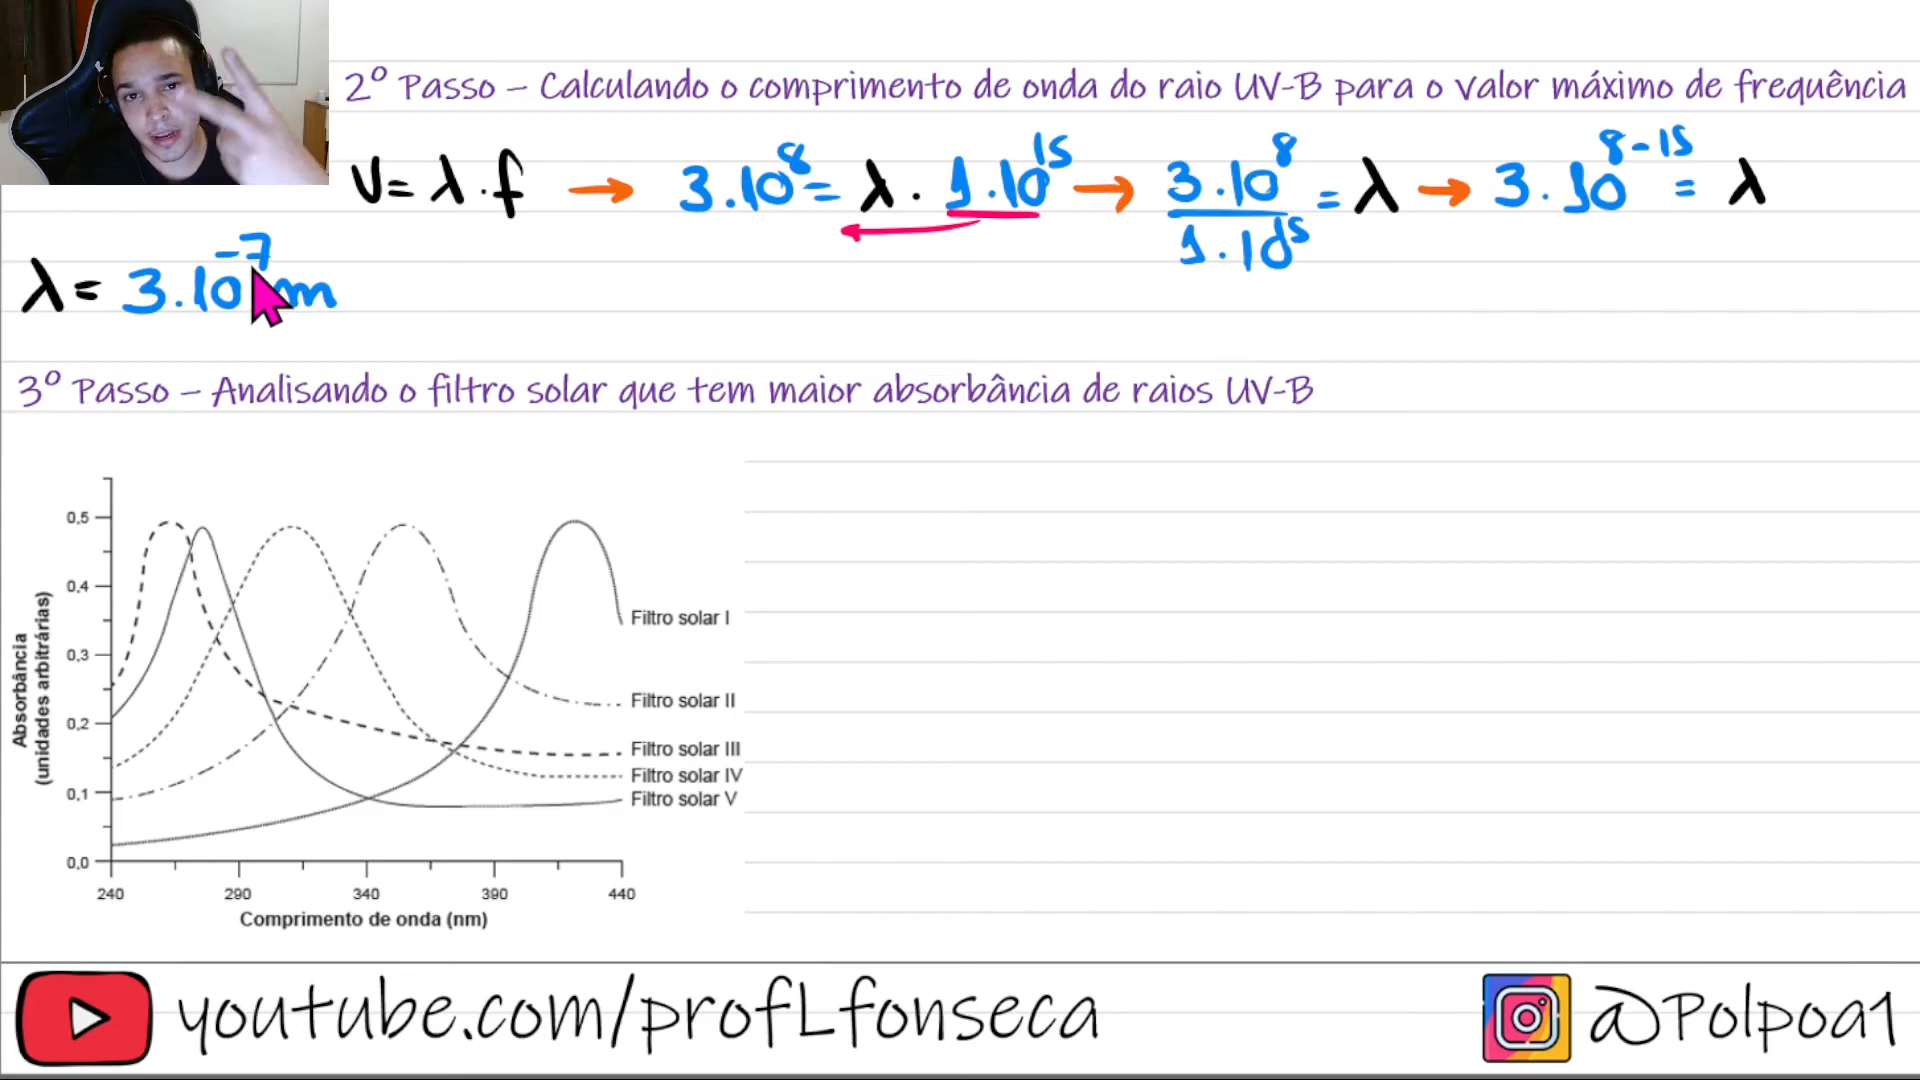 2º Passo – Calculando o comprimento de onda do raio UV-B para o valor máximo de frequência
V = λ . f → 3.10⁸ = λ . 1.10¹⁵ → 3.10⁸ / 1.10¹⁵ = λ → 3.10⁸⁻¹⁵ = λ
λ = 3.10⁻⁷ m
3º Passo – Analisando o filtro solar que tem maior absorbância de raios UV-B
Absorbância
(unidades arbitrárias)
0,5
0,4
0,3
0,2
0,1
0,0
Filtro solar I
Filtro solar II
Filtro solar III
Filtro solar IV
Filtro solar V
240 290 340 390 440
Comprimento de onda (nm)
youtube.com/profLfonseca
@Polpoa1